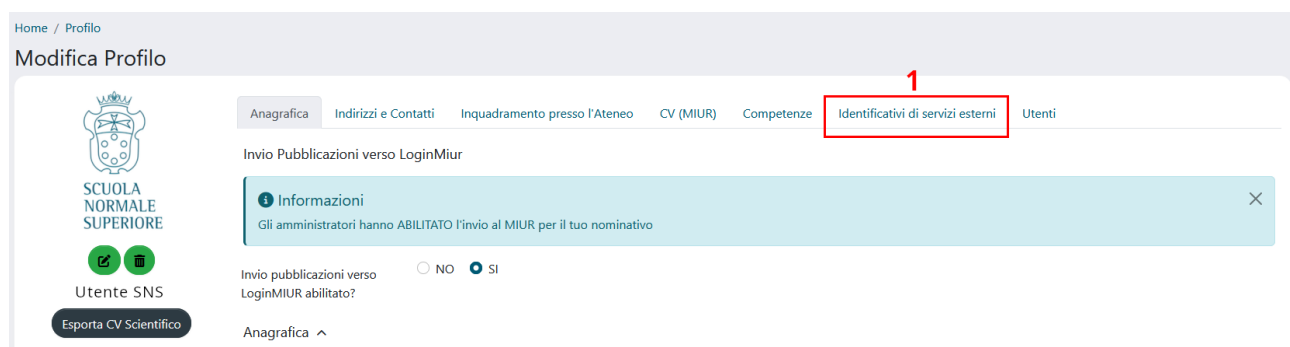 Home / Profilo
Modifica Profilo
1
Anagrafica Indirizzi e Contatti Inquadramento presso l'Ateneo CV (MIUR) Competenze Identificativi di servizi esterni Utenti
Invio Pubblicazioni verso LoginMiur
SCUOLA
NORMALE
SUPERIORE
Informazioni
Gli amministratori hanno ABILITATO l'invio al MIUR per il tuo nominativo
Utente SNS
Esporta CV Scientifico
Invio pubblicazioni verso
LoginMIUR abilitato?
NO SI
Anagrafica